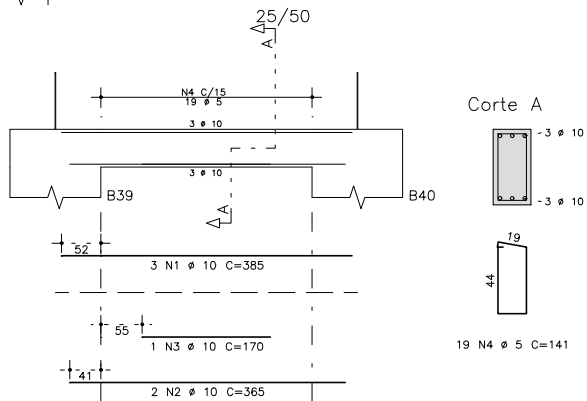 25/50
A
N4 C/15
19 ø 5
3 ø 10
3 ø 10
A
B39
B40
52
3 N1 ø 10 C=385
55
1 N3 ø 10 C=170
41
2 N2 ø 10 C=365
Corte A
3 ø 10
3 ø 10
19
44
19 N4 ø 5 C=141